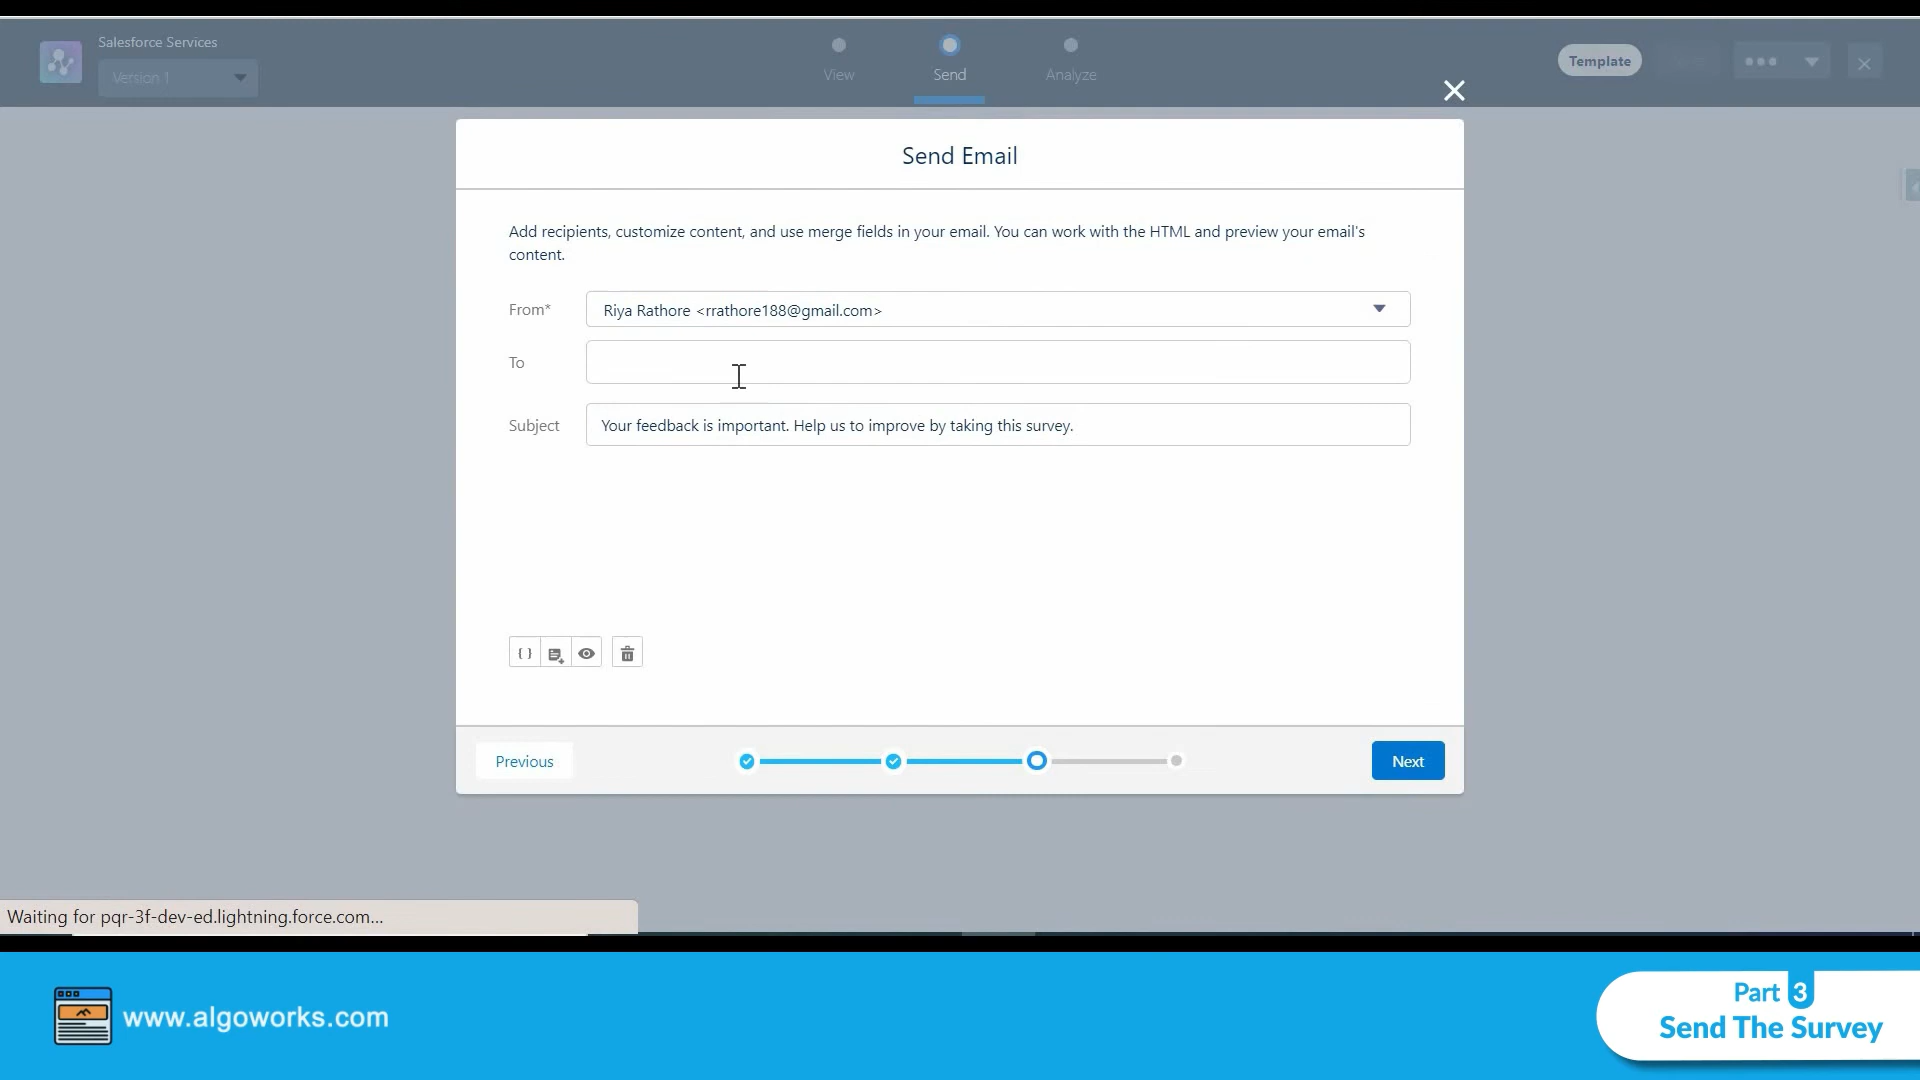 Salesforce Services
Version 1
View
Send
Analyze
Template
Send Email
Add recipients, customize content, and use merge fields in your email. You can work with the HTML and preview your email's
content.
From*
Riya Rathore <rrathore188@gmail.com>
To
Subject
Your feedback is important. Help us to improve by taking this survey.
{ }
Previous
Next
Waiting for pqr-3f-dev-ed.lightning.force.com...
www.algoworks.com
Part 3
Send The Survey